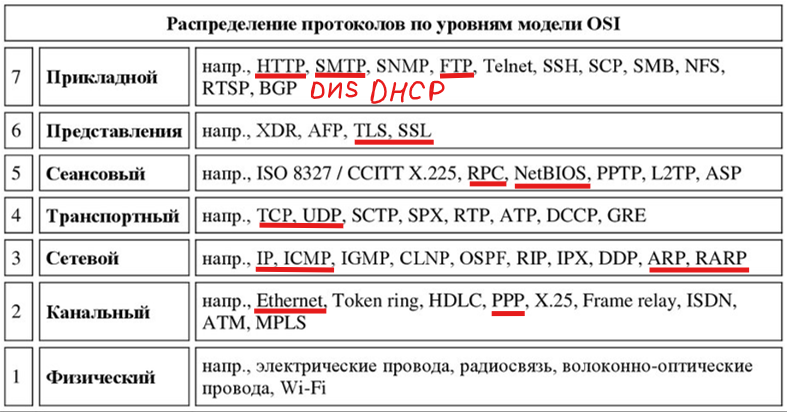 Распределение протоколов по уровням модели OSI
7 Прикладной напр., HTTP, SMTP, SNMP, FTP, Telnet, SSH, SCP, SMB, NFS,
RTSP, BGP DNS DHCP
6 Представления напр., XDR, AFP, TLS, SSL
5 Сеансовый напр., ISO 8327 / CCITT X.225, RPC, NetBIOS, PPTP, L2TP, ASP
4 Транспортный напр., TCP, UDP, SCTP, SPX, RTP, ATP, DCCP, GRE
3 Сетевой напр., IP, ICMP, IGMP, CLNP, OSPF, RIP, IPX, DDP, ARP, RARP
2 Канальный напр., Ethernet, Token ring, HDLC, PPP, X.25, Frame relay, ISDN,
ATM, MPLS
1 Физический напр., электрические провода, радиосвязь, волоконно-оптические
провода, Wi-Fi